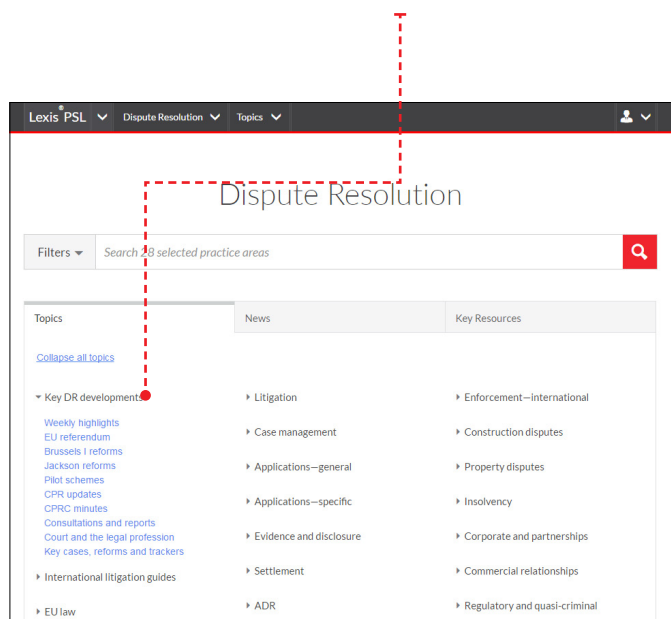 Lexis®PSL Dispute Resolution Topics
Dispute Resolution
Filters Search 28 selected practice areas
Topics News Key Resources
Collapse all topics
Key DR developments
Weekly highlights
EU referendum
Brussels I reforms
Jackson reforms
Pilot schemes
CPR updates
CPRC minutes
Consultations and reports
Court and the legal profession
Key cases, reforms and trackers
International litigation guides
EU law
Litigation
Case management
Applications—general
Applications—specific
Evidence and disclosure
Settlement
ADR
Enforcement—international
Construction disputes
Property disputes
Insolvency
Corporate and partnerships
Commercial relationships
Regulatory and quasi-criminal